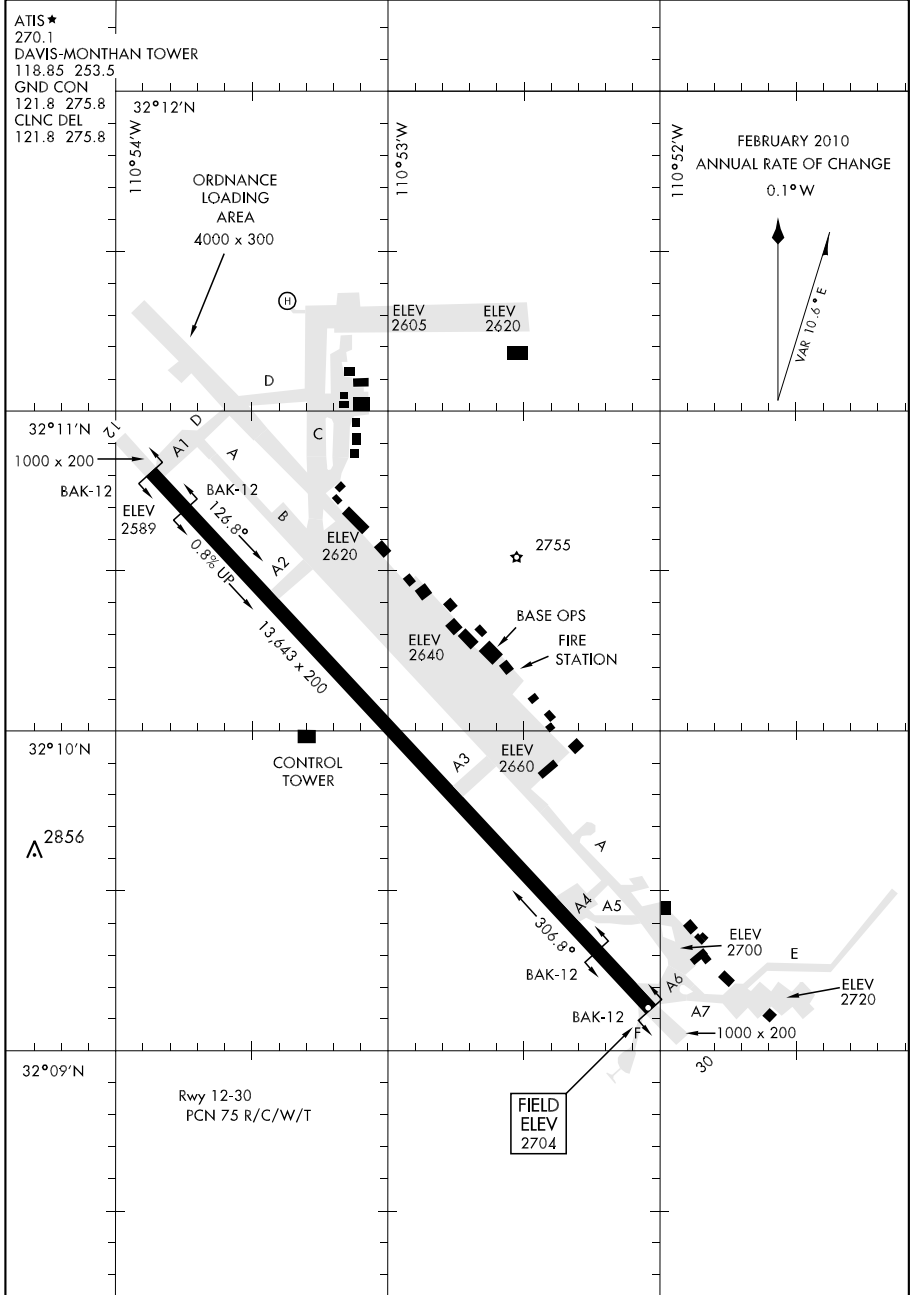 ATIS★
270.1
DAVIS-MONTHAN TOWER
118.85 253.5
GND CON
121.8 275.8
CLNC DEL
121.8 275.8
32°12'N
110°54'W
110°53'W
110°52'W
FEBRUARY 2010
ANNUAL RATE OF CHANGE
0.1°W
VAR 10.6° E
ORDNANCE
LOADING
AREA
4000 x 300
H
ELEV
2605
ELEV
2620
D
32°11'N
12
D
A1
A
C
1000 x 200
BAK-12
BAK-12
ELEV
2589
126.8°
B
0.8% UP
A2
ELEV
2620
2755
13,643 x 200
BASE OPS
ELEV
2640
FIRE
STATION
32°10'N
CONTROL
TOWER
A3
ELEV
2660
2856
A
A4
A5
306.8°
ELEV
2700
E
BAK-12
A6
ELEV
2720
BAK-12
F
A7
1000 x 200
30
32°09'N
Rwy 12-30
PCN 75 R/C/W/T
FIELD
ELEV
2704